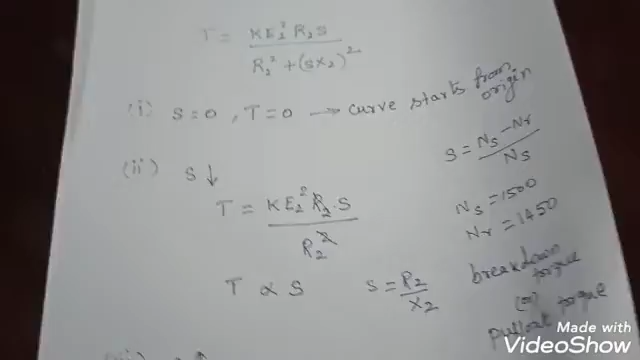 T = KE₂² R₂ S
R₂² + (SX₂)²
(i) S=0, T=0 → curve starts from
origin
S = Ns − Nr
Ns
(ii) S ↓
T = KE₂² R₂. S
R₂²
Ns = 1500
Nr = 1450
T ∝ S S = R₂
X₂
breakdown
torque
(or)
pullout torque
Made with
VideoShow